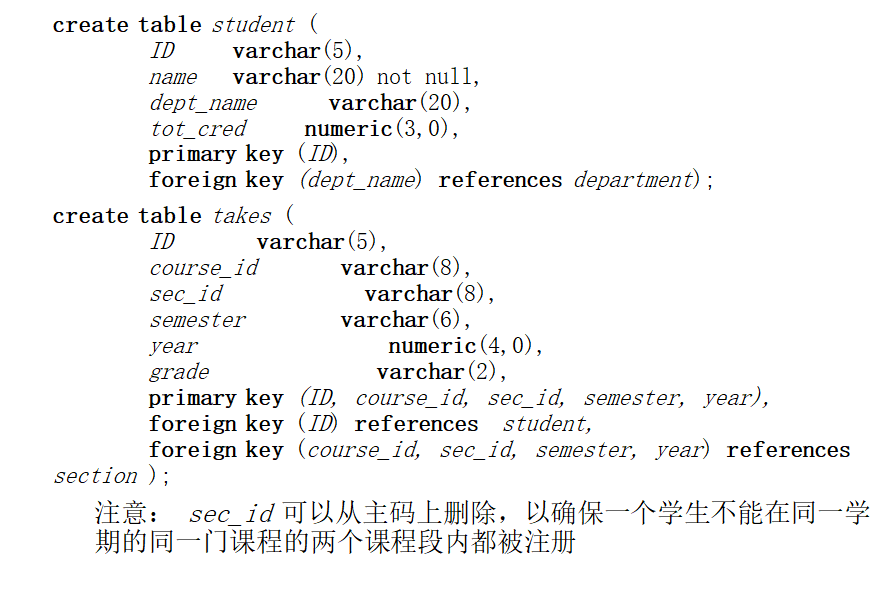 create table student (
ID varchar(5),
name varchar(20) not null,
dept_name varchar(20),
tot_cred numeric(3,0),
primary key (ID),
foreign key (dept_name) references department);
create table takes (
ID varchar(5),
course_id varchar(8),
sec_id varchar(8),
semester varchar(6),
year numeric(4,0),
grade varchar(2),
primary key (ID, course_id, sec_id, semester, year),
foreign key (ID) references student,
foreign key (course_id, sec_id, semester, year) references
section );
注意： sec_id 可以从主码上删除，以确保一个学生不能在同一学
期的同一门课程的两个课程段内都被注册